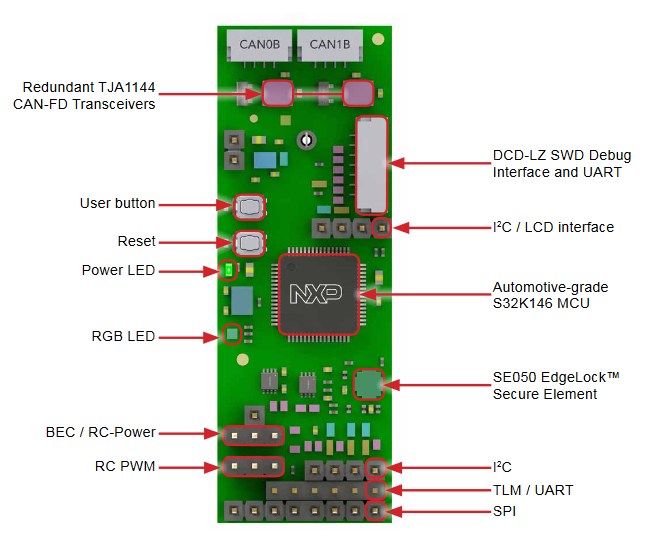 CAN0B
CAN1B
Redundant TJA1144
CAN-FD Transceivers
DCD-LZ SWD Debug
Interface and UART
User button
I²C / LCD interface
Reset
Power LED
NXP
Automotive-grade
S32K146 MCU
RGB LED
SE050 EdgeLock™
Secure Element
BEC / RC-Power
RC PWM
I²C
TLM / UART
SPI